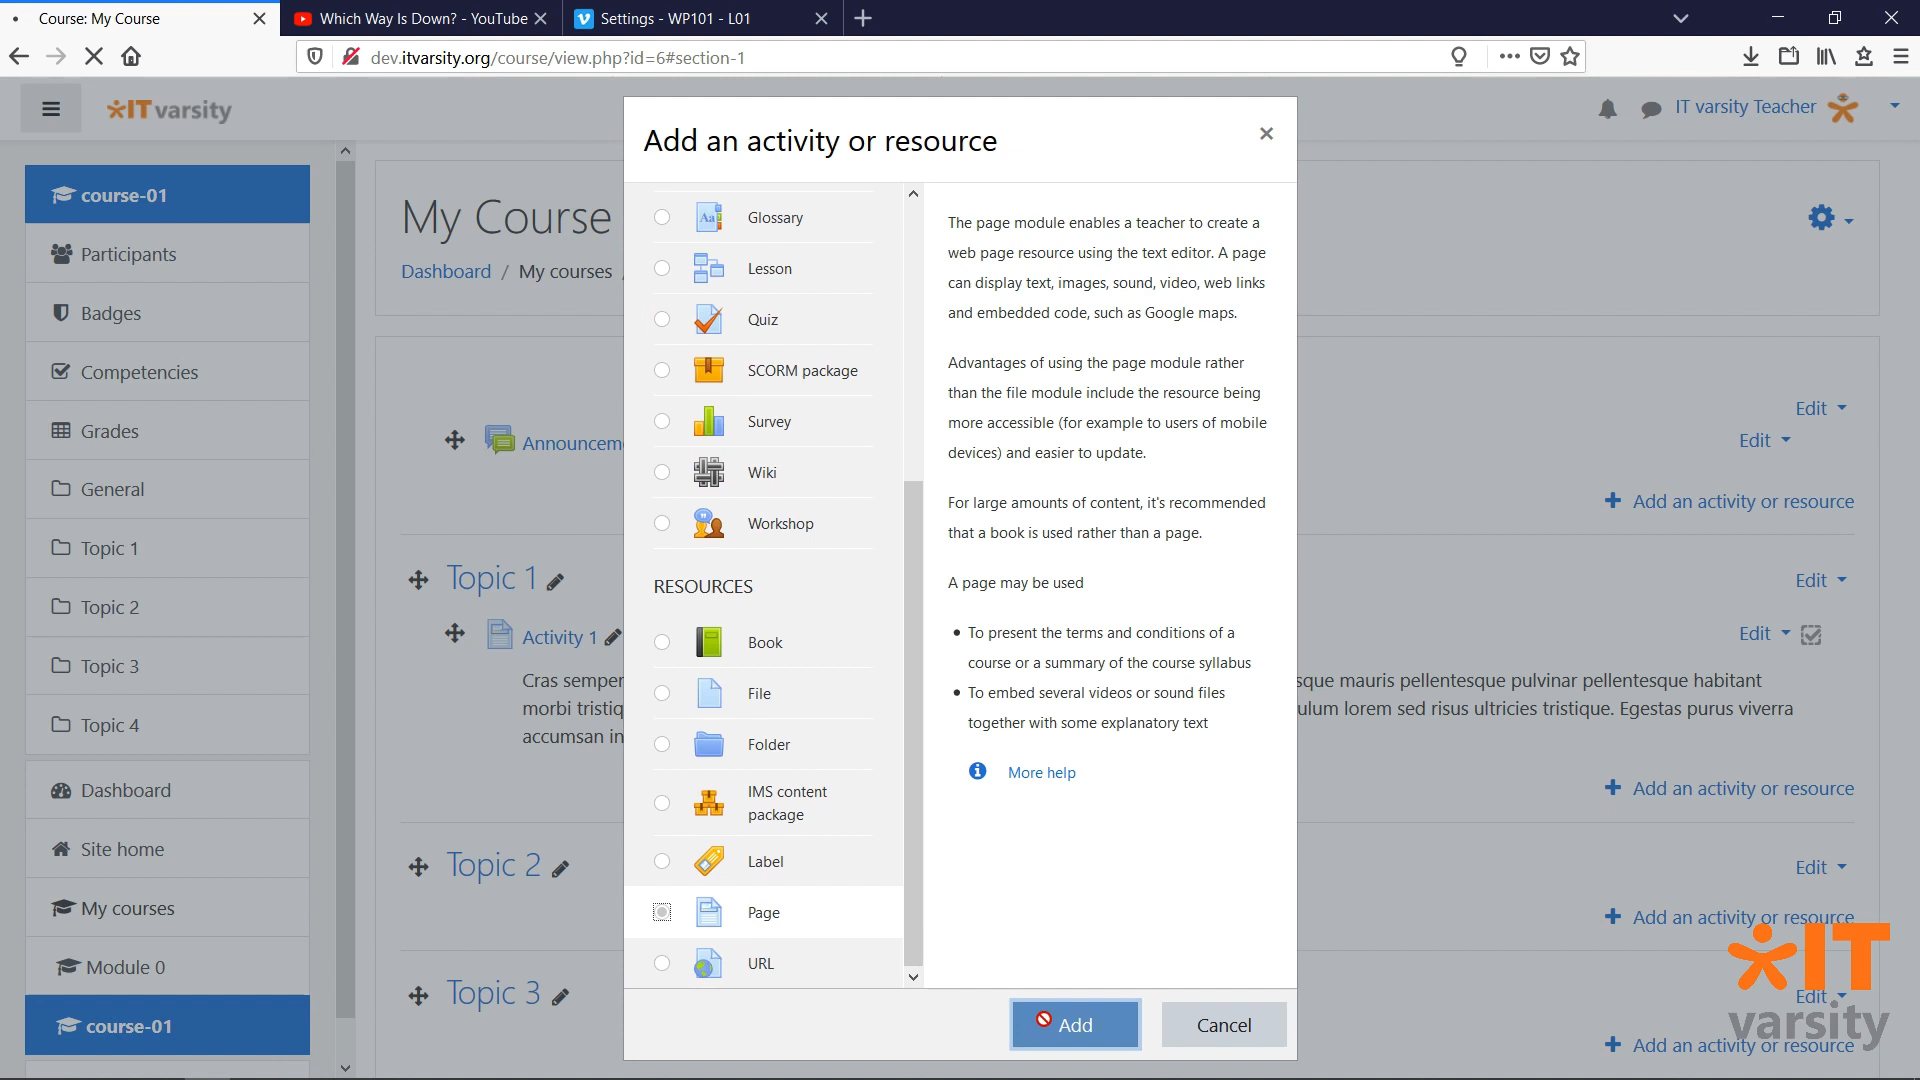 Course: My Course
Which Way Is Down? - YouTube
Settings - WP101 - L01
dev.itvarsity.org/course/view.php?id=6#section-1
IT varsity
IT varsity Teacher
course-01
Participants
Badges
Competencies
Grades
General
Topic 1
Topic 2
Topic 3
Topic 4
Dashboard
Site home
My courses
Module 0
course-01
My Course
Dashboard / My courses /
Edit
Announcem
Edit
Add an activity or resource
Topic 1
Edit
Activity 1
Edit
Cras semper
sque mauris pellentesque pulvinar pellentesque habitant
morbi tristiq
ulum lorem sed risus ultricies tristique. Egestas purus viverra
accumsan in
Add an activity or resource
Topic 2
Edit
Add an activity or resource
Topic 3
Edit
Add an activity or resource
Add an activity or resource
Aa
Glossary
Lesson
Quiz
SCORM package
Survey
Wiki
Workshop
RESOURCES
Book
File
Folder
IMS content
package
Label
Page
URL
The page module enables a teacher to create a
web page resource using the text editor. A page
can display text, images, sound, video, web links
and embedded code, such as Google maps.
Advantages of using the page module rather
than the file module include the resource being
more accessible (for example to users of mobile
devices) and easier to update.
For large amounts of content, it's recommended
that a book is used rather than a page.
A page may be used
• To present the terms and conditions of a
course or a summary of the course syllabus
• To embed several videos or sound files
together with some explanatory text
More help
Add
Cancel
IT
varsity